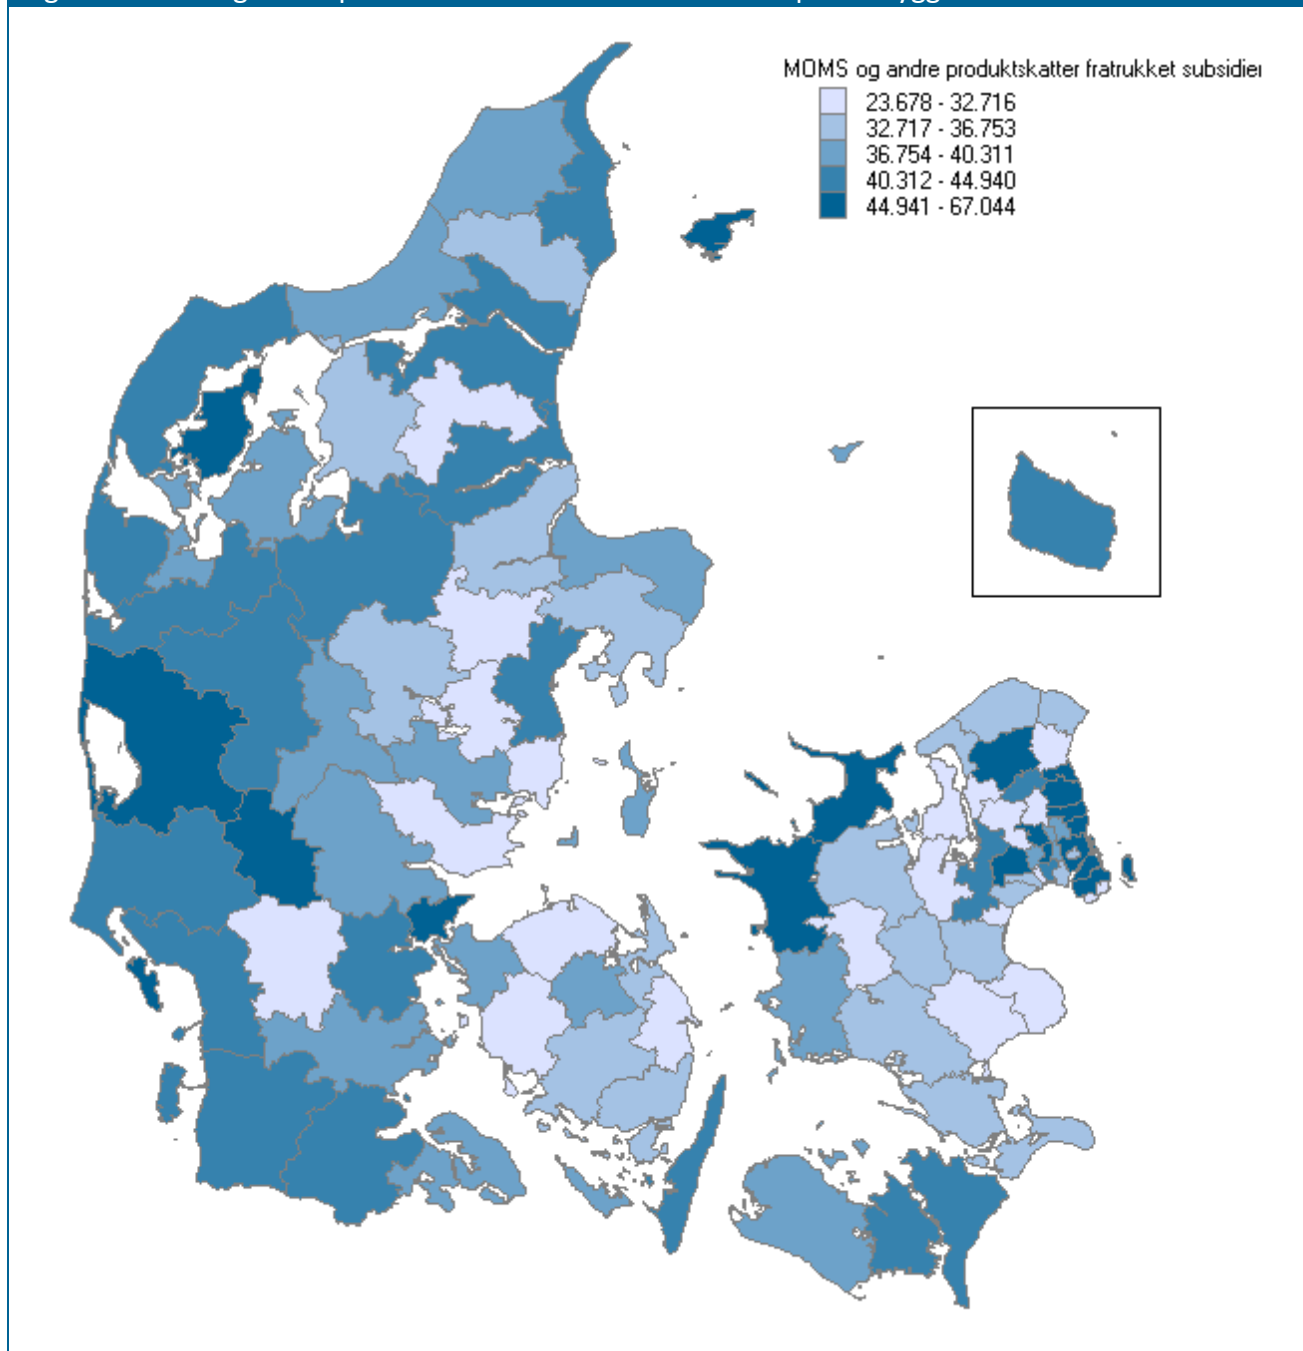 MOMS og andre produktskatter fratrukket subsidier
23.678 - 32.716
32.717 - 36.753
36.754 - 40.311
40.312 - 44.940
44.941 - 67.044